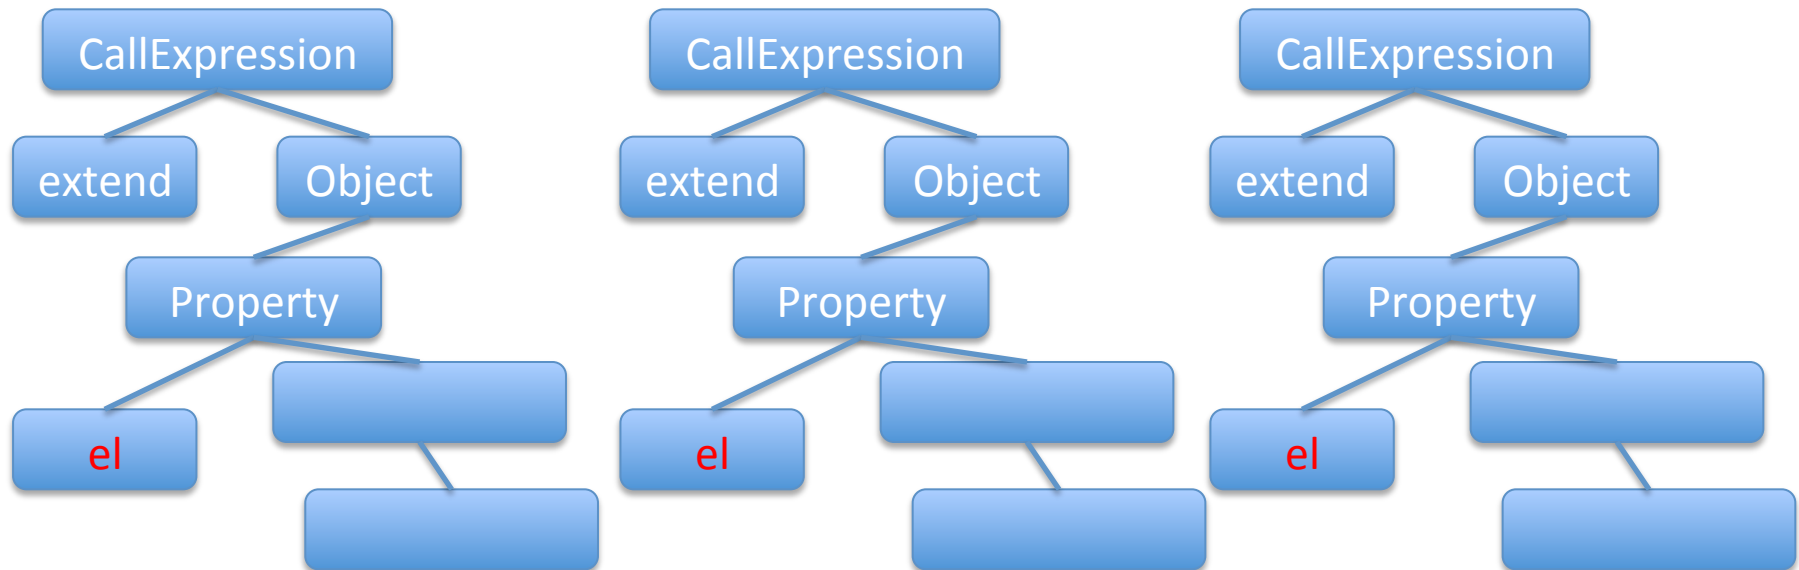 CallExpression
extend
Object
Property
el
CallExpression
extend
Object
Property
el
CallExpression
extend
Object
Property
el